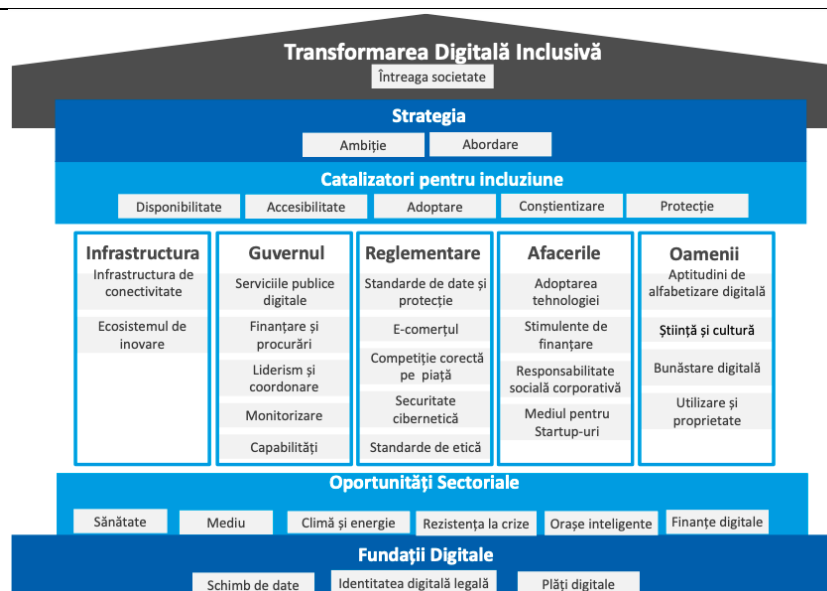 Transformarea Digitală Inclusivă
Întreaga societate
Strategia
Ambiție
Abordare
Catalizatori pentru incluziune
Disponibilitate
Accesibilitate
Adoptare
Conștientizare
Protecție
Infrastructura
Infrastructura de
conectivitate
Ecosistemul de
inovare
Guvernul
Serviciile publice
digitale
Finanțare și
procurări
Liderism și
coordonare
Monitorizare
Capabilități
Reglementare
Standarde de date și
protecție
E-comerțul
Competiție corectă
pe piață
Securitate
cibernetică
Standarde de etică
Afacerile
Adoptarea
tehnologiei
Stimulente de
finanțare
Responsabilitate
socială corporativă
Mediul pentru
Startup-uri
Oamenii
Aptitudini de
alfabetizare digitală
Știință și cultură
Bunăstare digitală
Utilizare și
proprietate
Oportunități Sectoriale
Sănătate
Mediu
Climă și energie
Rezistența la crize
Orașe inteligente
Finanțe digitale
Fundații Digitale
Schimb de date
Identitatea digitală legală
Plăți digitale